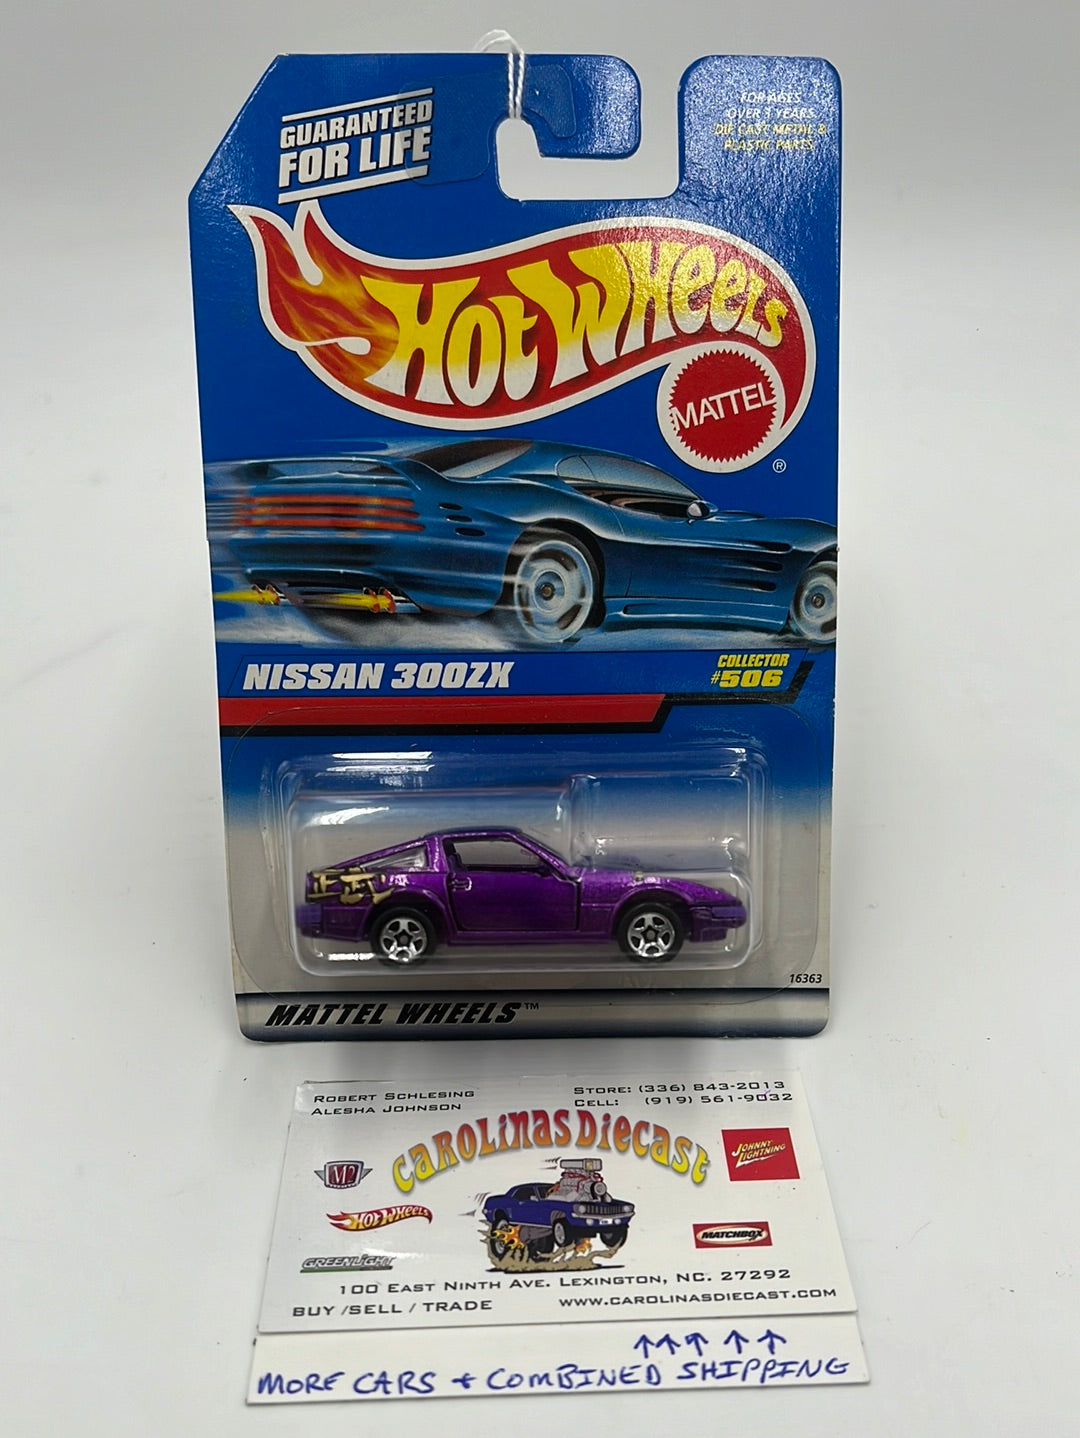 GUARANTEED
FOR LIFE
FOR AGES
OVER 3 YEARS
DIE CAST METAL &
PLASTIC PARTS
HOT WHEELS
MATTEL
®
NISSAN 300ZX
COLLECTOR
#506
16363
MATTEL WHEELS™
ROBERT SCHLESING
ALESHA JOHNSON
STORE: (336) 843-2013
CELL: (919) 561-9032
CAROLINAS DIECAST
M2
JOHNNY
LIGHTNING
HOT WHEELS
MATCHBOX
GREENLIGHT
100 EAST NINTH AVE. LEXINGTON, NC. 27292
BUY /SELL / TRADE
WWW.CAROLINASDIECAST.COM
MORE CARS + COMBINED SHIPPING